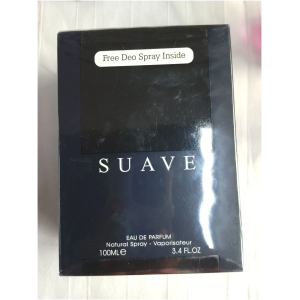 Free Deo Spray Inside
SUAVE
EAU DE PARFUM
Natural Spray - Vaporisateur
100ML℮ 3.4 FL.OZ